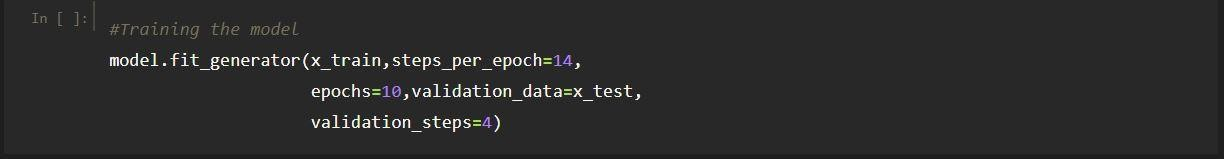 In [ ]:
#Training the model
model.fit_generator(x_train,steps_per_epoch=14,
epochs=10,validation_data=x_test,
validation_steps=4)